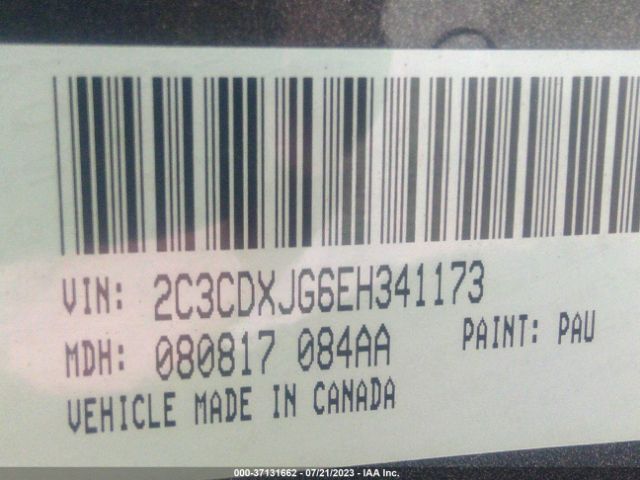 VIN: 2C3CDXJG6EH341173
MDH: 080817 084AA PAINT: PAU
VEHICLE MADE IN CANADA
000-37131662 - 07/21/2023 - IAA Inc.